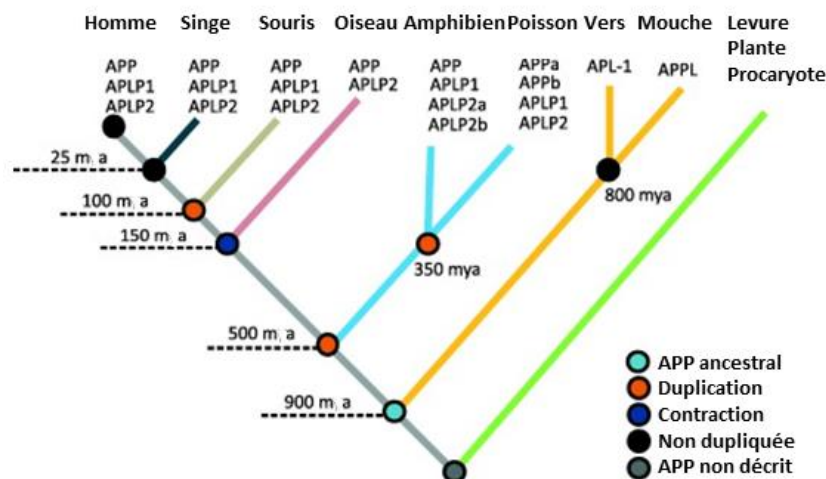 Homme Singe Souris Oiseau Amphibien Poisson Vers Mouche Levure
Plante
Procaryote
APP
APLP1
APLP2
APP
APLP1
APLP2
APP
APLP1
APLP2
APP
APLP2
APP
APLP1
APLP2a
APLP2b
APPa
APPb
APLP1
APLP2
APL-1
APPL
25 m, a
100 m, a
150 m, a
800 mya
350 mya
500 m, a
900 m, a
APP ancestral
Duplication
Contraction
Non dupliquée
APP non décrit